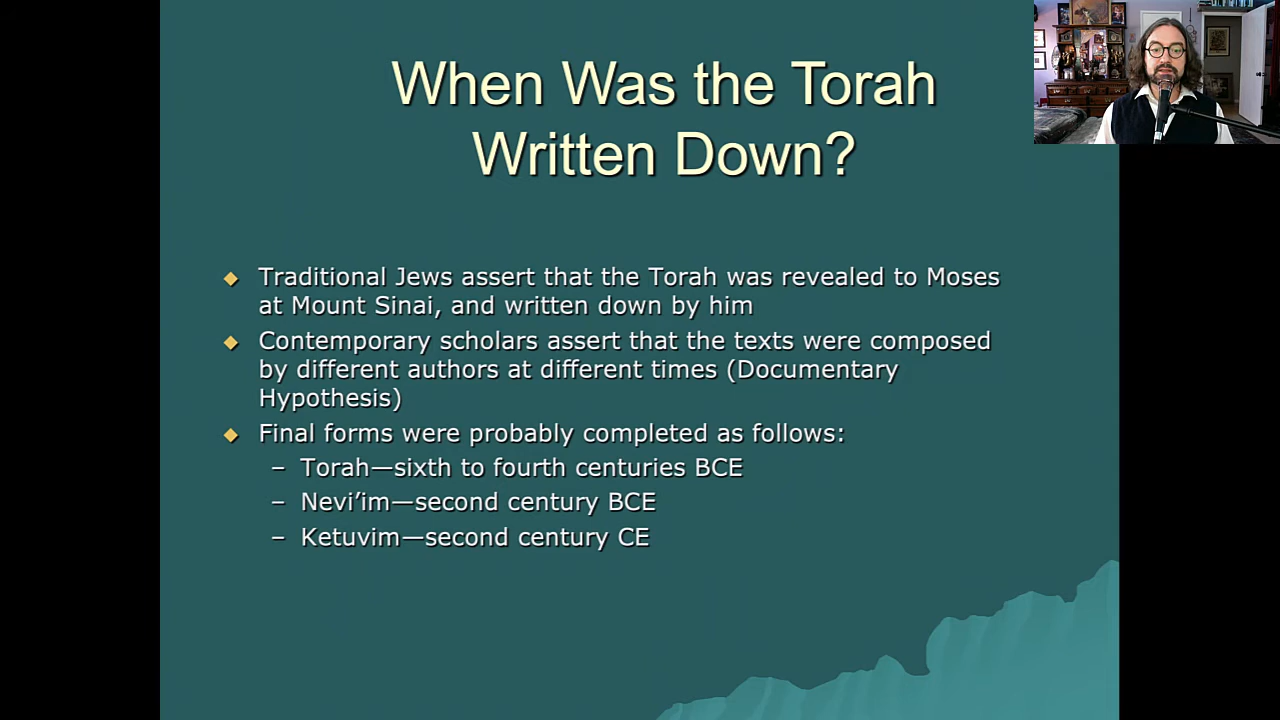 When Was the Torah
Written Down?
◆ Traditional Jews assert that the Torah was revealed to Moses
at Mount Sinai, and written down by him
◆ Contemporary scholars assert that the texts were composed
by different authors at different times (Documentary
Hypothesis)
◆ Final forms were probably completed as follows:
– Torah—sixth to fourth centuries BCE
– Nevi’im—second century BCE
– Ketuvim—second century CE